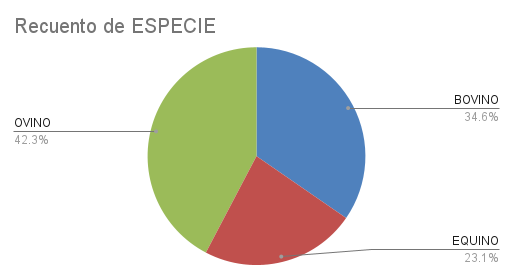 Recuento de ESPECIE
BOVINO
34.6%
OVINO
42.3%
EQUINO
23.1%